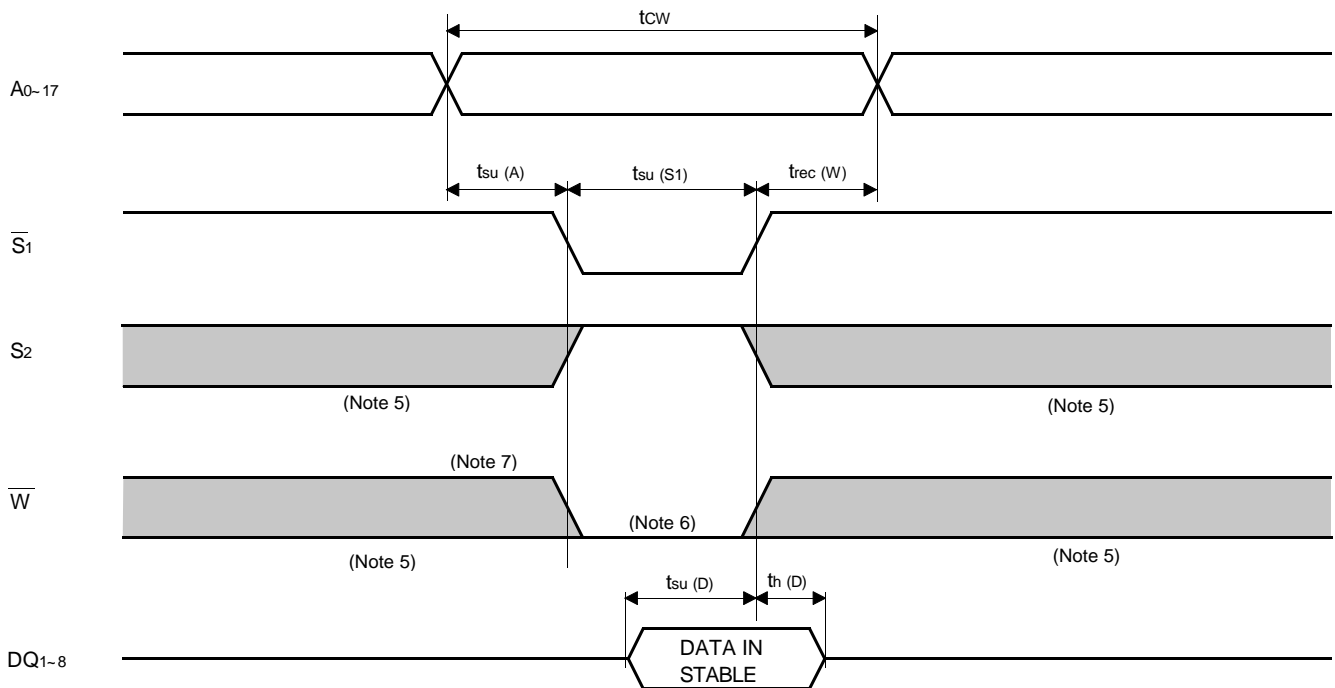 tCW
A0~17
tsu (A)
tsu (S1)
trec (W)
S1
S2
(Note 5)
(Note 5)
(Note 7)
W
(Note 6)
(Note 5)
(Note 5)
tsu (D)
th (D)
DQ1~8
DATA IN
STABLE